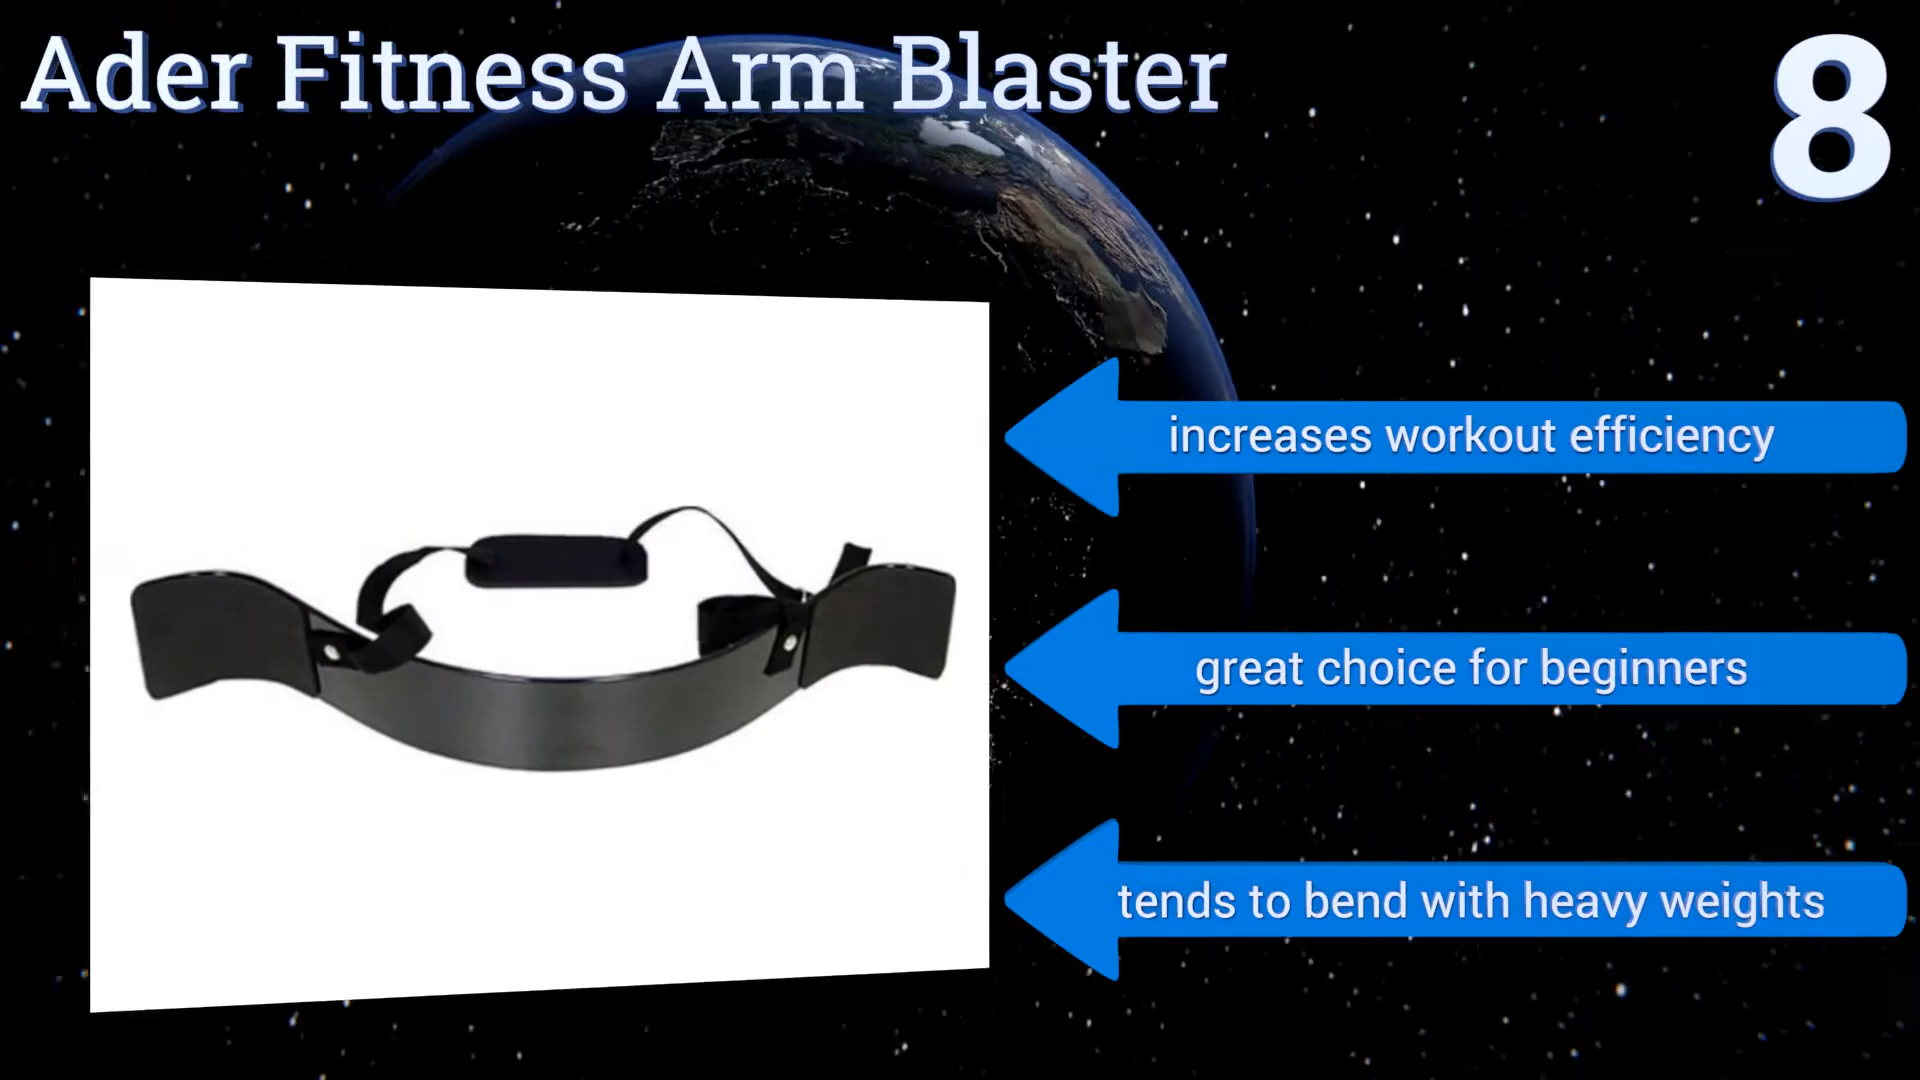 Ader Fitness Arm Blaster
8
increases workout efficiency
great choice for beginners
tends to bend with heavy weights